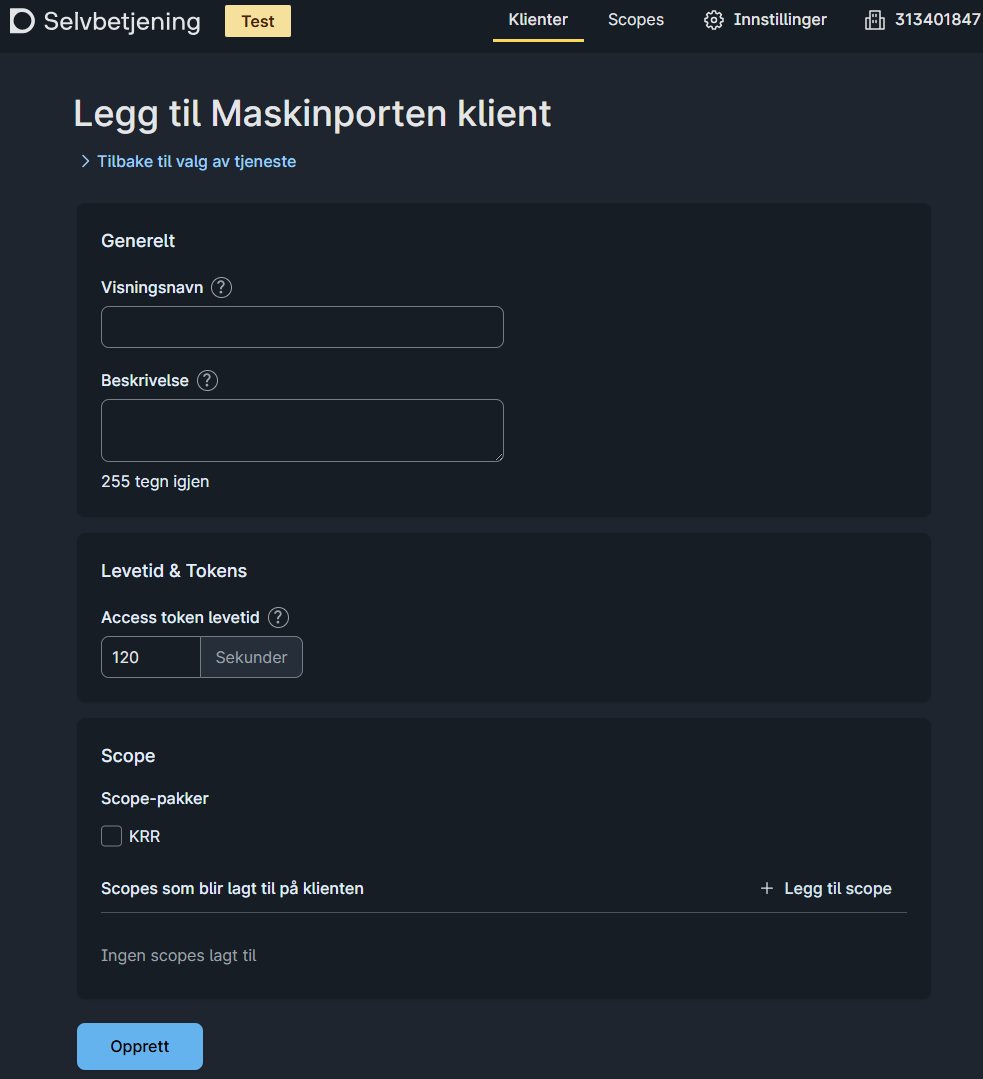 Selvbetjening Test Klienter Scopes Innstillinger 313401847
Legg til Maskinporten klient
Tilbake til valg av tjeneste
Generelt
Visningsnavn ?
Beskrivelse ?
255 tegn igjen
Levetid & Tokens
Access token levetid ?
120 Sekunder
Scope
Scope-pakker
KRR
Scopes som blir lagt til på klienten + Legg til scope
Ingen scopes lagt til
Opprett